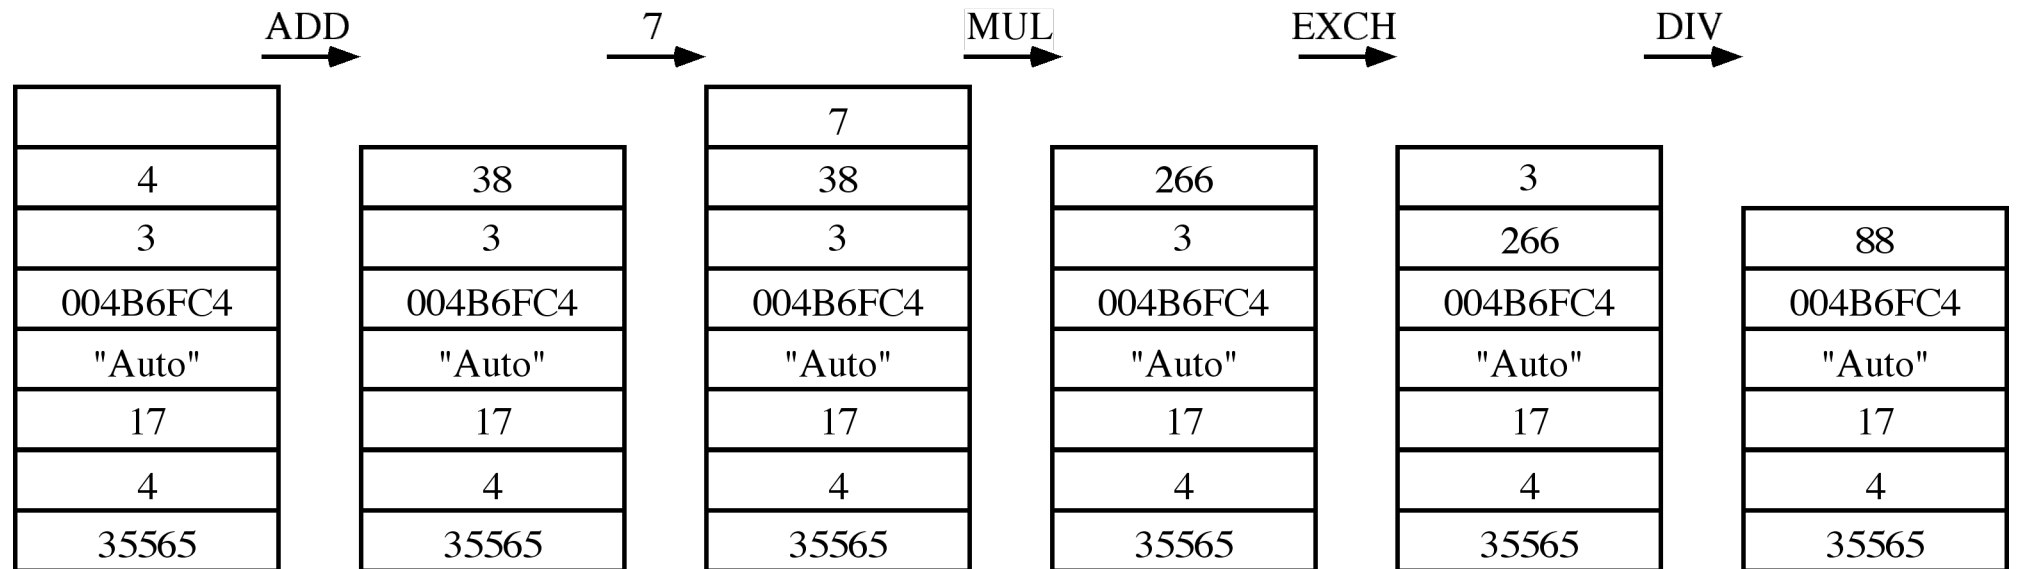 ADD 7 MUL EXCH DIV
7
4 38 38 266 3
3 3 3 3 266 88
004B6FC4 004B6FC4 004B6FC4 004B6FC4 004B6FC4 004B6FC4
"Auto" "Auto" "Auto" "Auto" "Auto" "Auto"
17 17 17 17 17 17
4 4 4 4 4 4
35565 35565 35565 35565 35565 35565